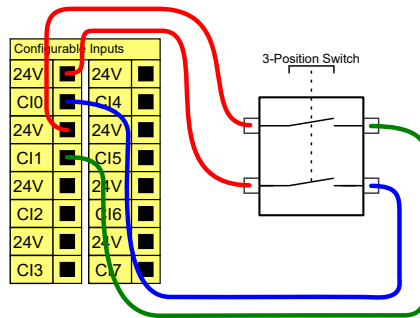 Configurable Inputs
3-Position Switch
24V 24V
CI0 CI4
24V 24V
CI1 CI5
24V 24V
CI2 CI6
24V 24V
CI3 CI7